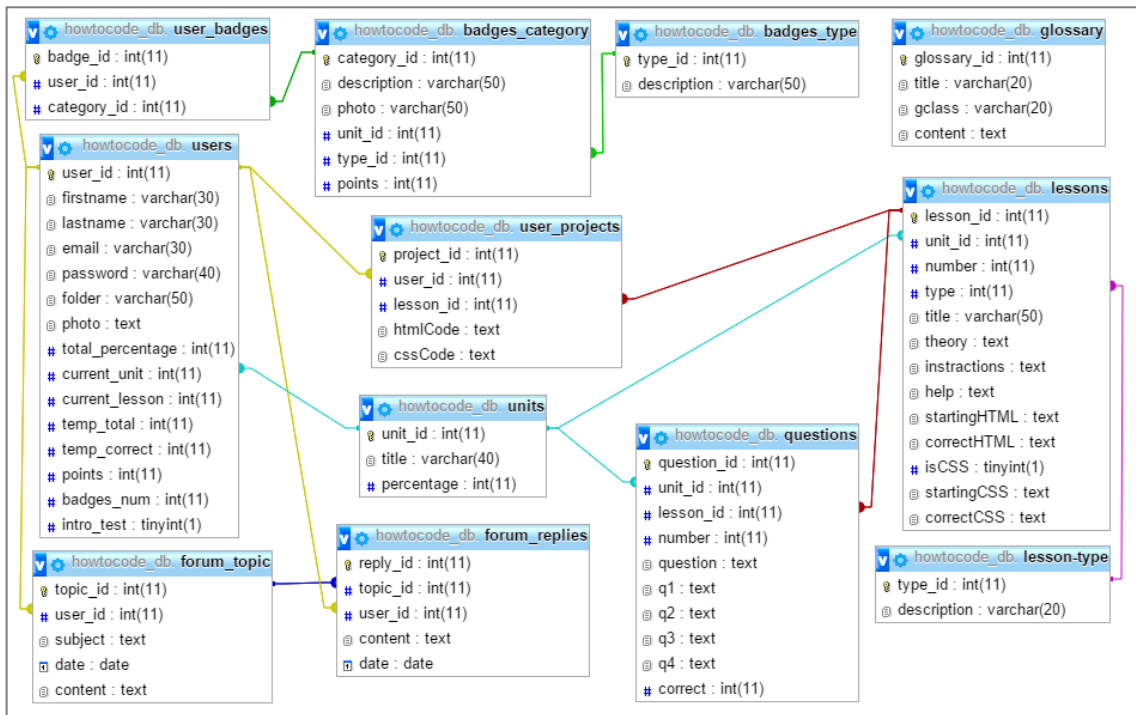 howtocode_db. user_badges
badge_id : int(11)
user_id : int(11)
category_id : int(11)
howtocode_db. badges_category
category_id : int(11)
description : varchar(50)
photo : varchar(50)
unit_id : int(11)
type_id : int(11)
points : int(11)
howtocode_db. badges_type
type_id : int(11)
description : varchar(50)
howtocode_db. glossary
glossary_id : int(11)
title : varchar(20)
gclass : varchar(20)
content : text
howtocode_db. users
user_id : int(11)
firstname : varchar(30)
lastname : varchar(30)
email : varchar(30)
password : varchar(40)
folder : varchar(50)
photo : text
total_percentage : int(11)
current_unit : int(11)
current_lesson : int(11)
temp_total : int(11)
temp_correct : int(11)
points : int(11)
badges_num : int(11)
intro_test : tinyint(1)
howtocode_db. user_projects
project_id : int(11)
user_id : int(11)
lesson_id : int(11)
htmlCode : text
cssCode : text
howtocode_db. lessons
lesson_id : int(11)
unit_id : int(11)
number : int(11)
type : int(11)
title : varchar(50)
theory : text
instractions : text
help : text
startingHTML : text
correctHTML : text
isCSS : tinyint(1)
startingCSS : text
correctCSS : text
howtocode_db. units
unit_id : int(11)
title : varchar(40)
percentage : int(11)
howtocode_db. questions
question_id : int(11)
unit_id : int(11)
lesson_id : int(11)
number : int(11)
question : text
q1 : text
q2 : text
q3 : text
q4 : text
correct : int(11)
howtocode_db. forum_topic
topic_id : int(11)
user_id : int(11)
subject : text
date : date
content : text
howtocode_db. forum_replies
reply_id : int(11)
topic_id : int(11)
user_id : int(11)
content : text
date : date
howtocode_db. lesson-type
type_id : int(11)
description : varchar(20)